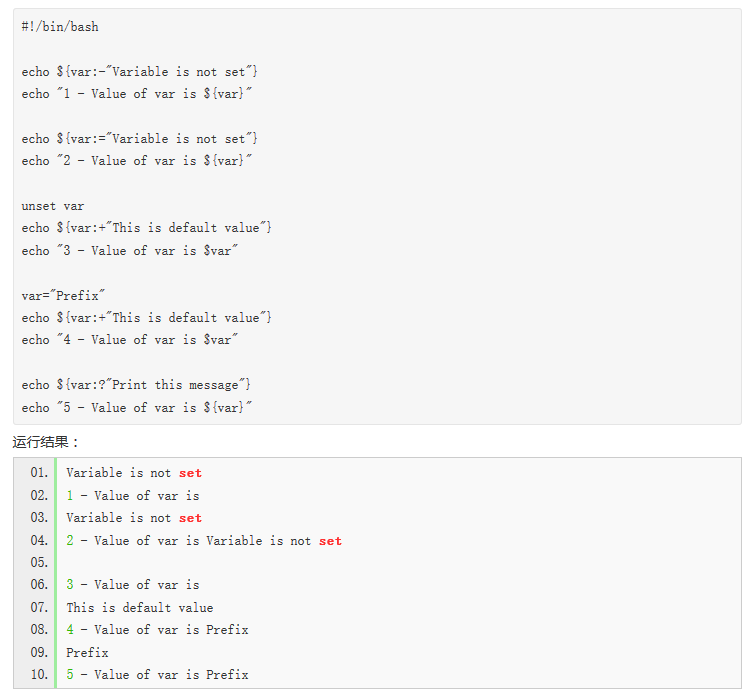 #!/bin/bash
echo ${var:-"Variable is not set"}
echo "1 - Value of var is ${var}"
echo ${var:="Variable is not set"}
echo "2 - Value of var is ${var}"
unset var
echo ${var:+"This is default value"}
echo "3 - Value of var is $var"
var="Prefix"
echo ${var:+"This is default value"}
echo "4 - Value of var is $var"
echo ${var:?"Print this message"}
echo "5 - Value of var is ${var}"
运行结果：
01. Variable is not set
02. 1 - Value of var is
03. Variable is not set
04. 2 - Value of var is Variable is not set
05.
06. 3 - Value of var is
07. This is default value
08. 4 - Value of var is Prefix
09. Prefix
10. 5 - Value of var is Prefix